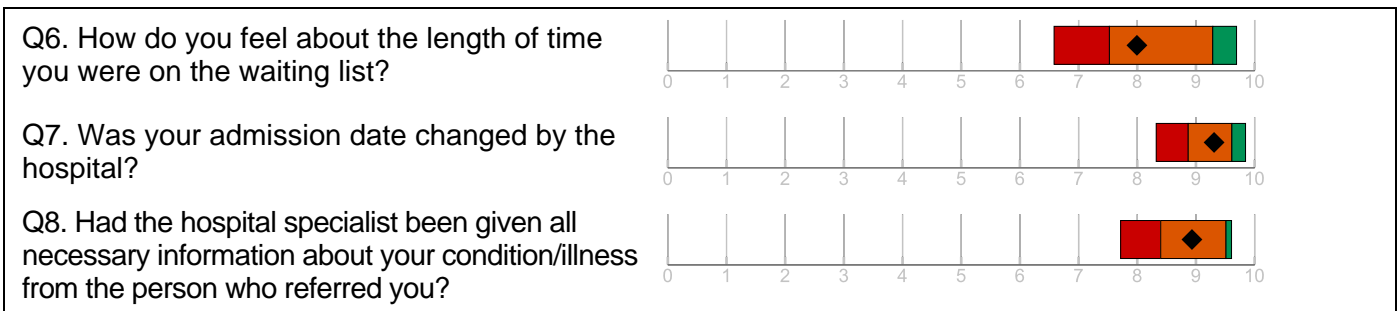 Q6. How do you feel about the length of time
you were on the waiting list?
0 1 2 3 4 5 6 7 8 9 10
Q7. Was your admission date changed by the
hospital?
0 1 2 3 4 5 6 7 8 9 10
Q8. Had the hospital specialist been given all
necessary information about your condition/illness
from the person who referred you?
0 1 2 3 4 5 6 7 8 9 10